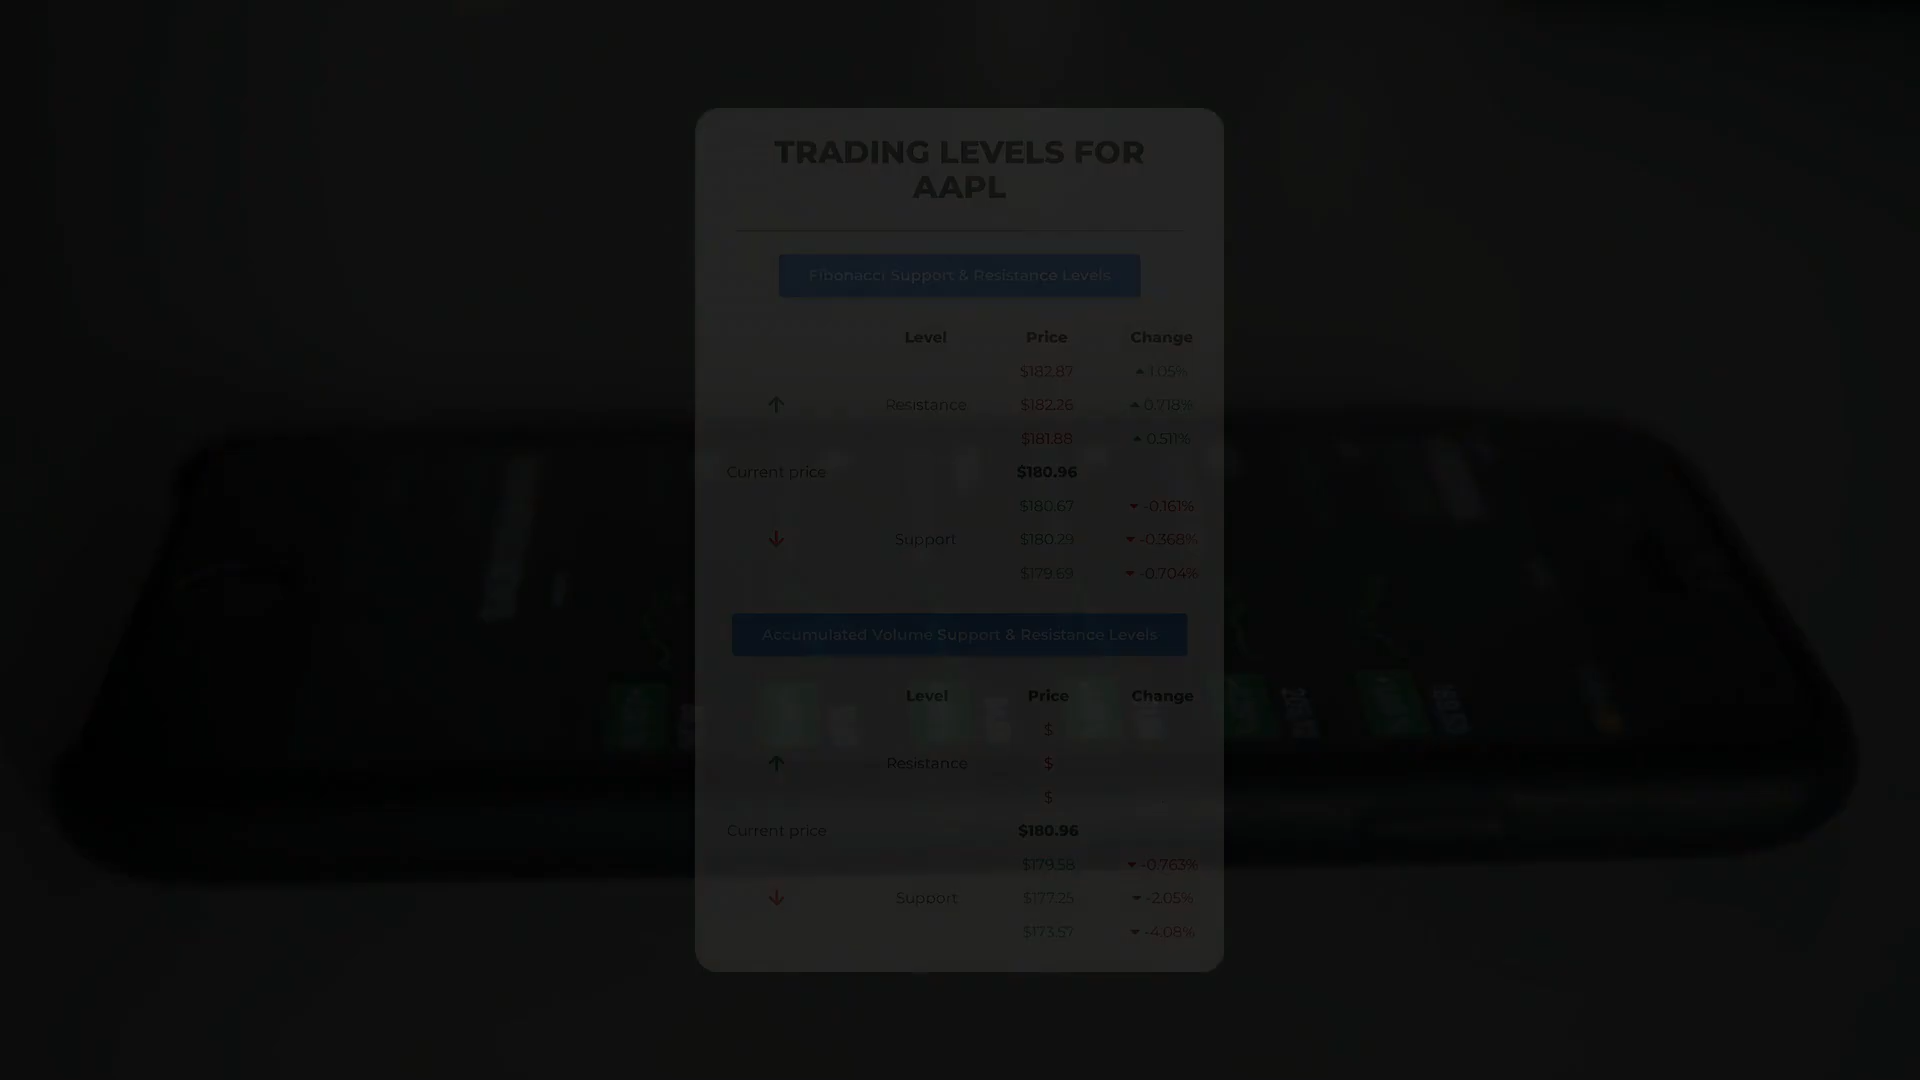 TRADING LEVELS FOR
AAPL
Fibonacci Support & Resistance Levels
Level Price Change
$182.87 1.05%
Resistance $182.26 0.718%
$181.88 0.511%
Current price $180.96
$180.67 -0.161%
Support $180.29 -0.368%
$179.69 -0.704%
Accumulated Volume Support & Resistance Levels
Level Price Change
$
Resistance $
$
Current price $180.96
$179.58 -0.763%
Support $177.25 -2.05%
$173.57 -4.08%